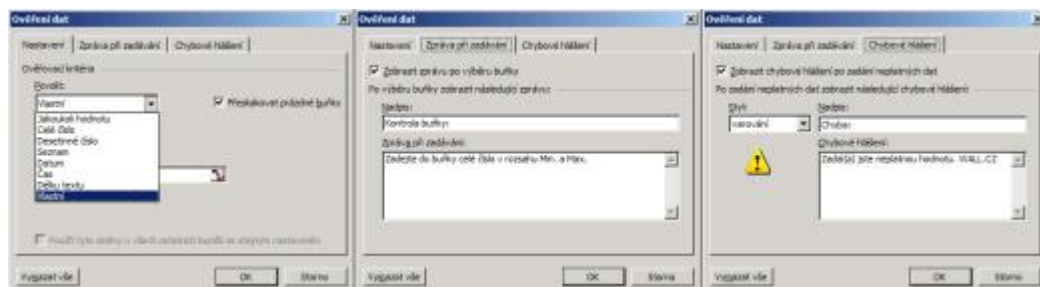 Ověření dat
Nastavení
Zpráva při zadávání
Chybové hlášení
Ověřovací kritéria
Povolit:
Vlastní
Přeskakovat prázdné buňky
Jakoukoli hodnotu
Celé číslo
Desetinné číslo
Seznam
Datum
Čas
Délku textu
Vlastní
Použít tyto změny u všech ostatních buněk se stejným nastavením
Vymazat vše
OK
Storno
Ověření dat
Nastavení
Zpráva při zadávání
Chybové hlášení
Zobrazit zprávu po výběru buňky
Po výběru buňky zobrazit následující zprávu:
Nadpis:
Kontrola buňky:
Zpráva při zadávání:
Zadejte do buňky celé číslo v rozsahu Min. a Max.
Vymazat vše
OK
Storno
Ověření dat
Nastavení
Zpráva při zadávání
Chybové hlášení
Zobrazit chybové hlášení po zadání neplatných dat
Po zadání neplatných dat zobrazit následující chybové hlášení:
Styl:
Nadpis:
varování
Chyba:
Chybové hlášení:
Zadal(a) jste neplatnou hodnotu. WALL.CZ
Vymazat vše
OK
Storno